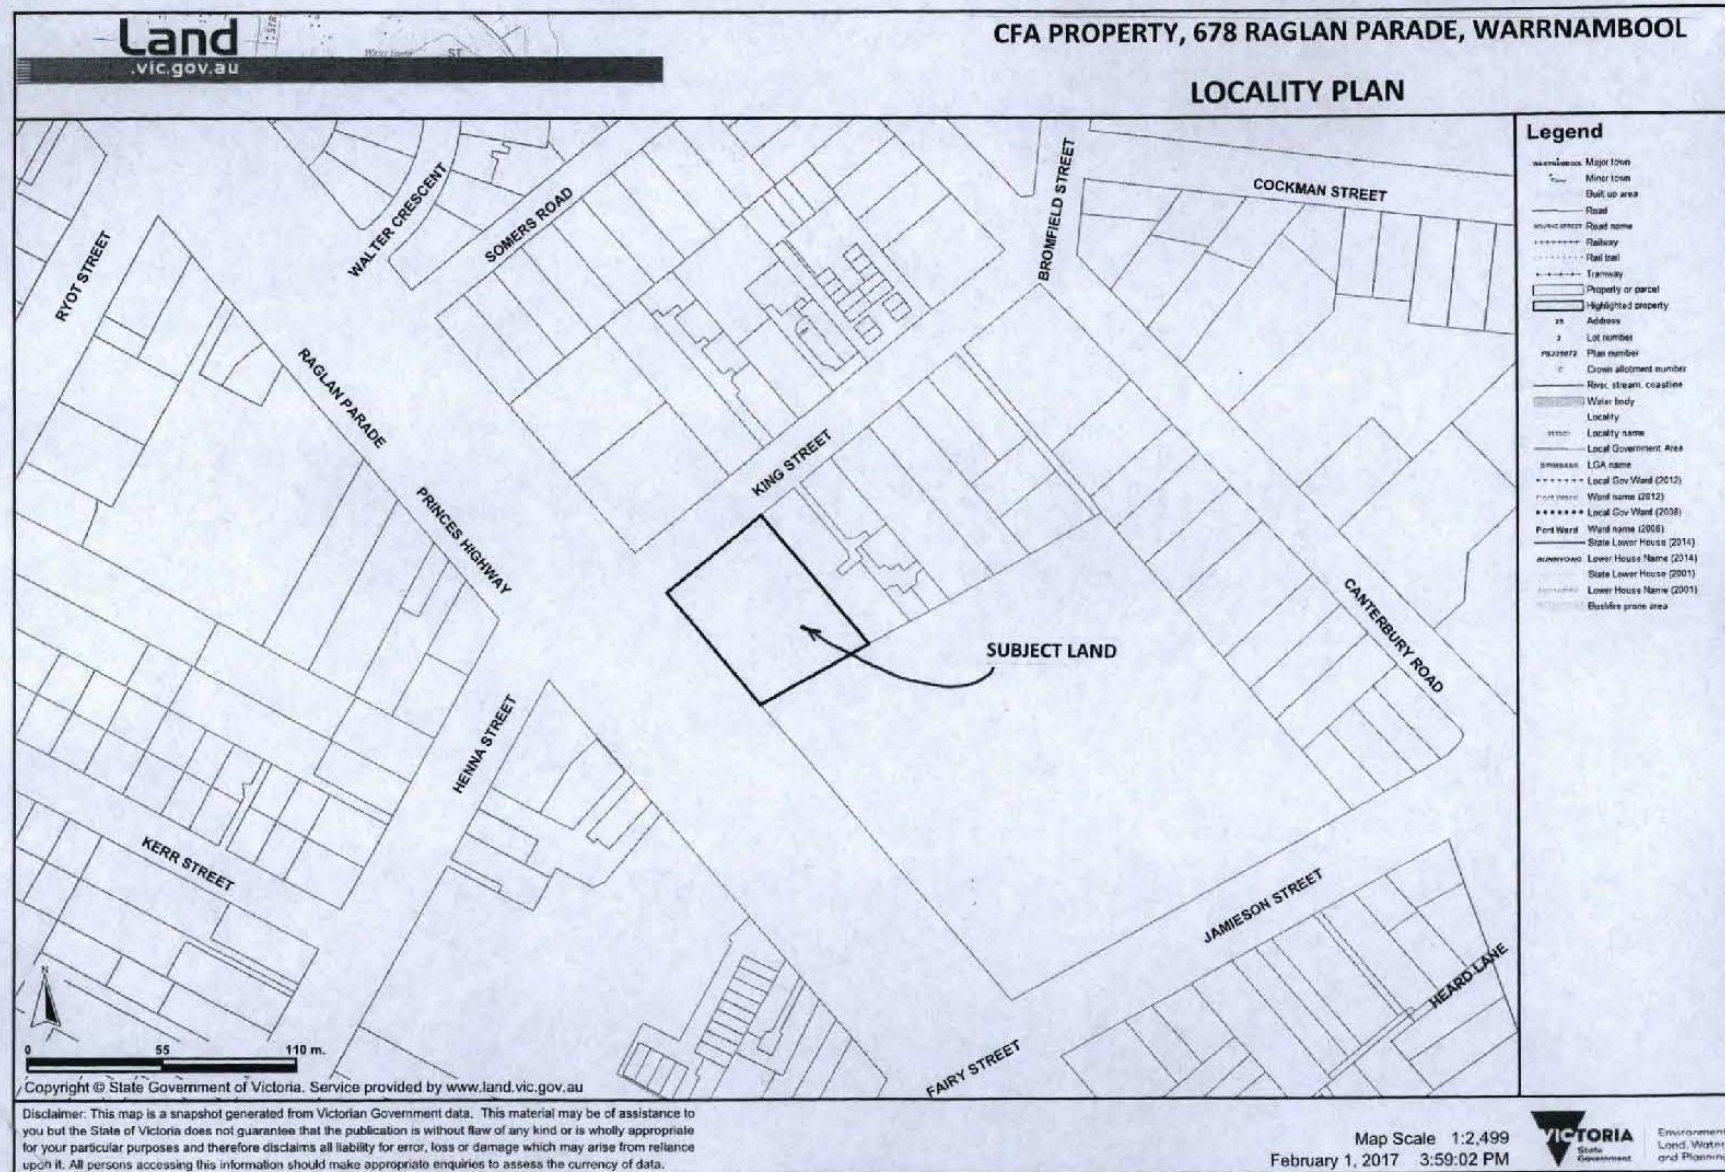 Land
.vic.gov.au
ST
CFA PROPERTY, 678 RAGLAN PARADE, WARRNAMBOOL
LOCALITY PLAN
RYOT STREET
WALTER CRESCENT
SOMERS ROAD
BROMFIELD STREET
COCKMAN STREET
RAGLAN PARADE
PRINCES HIGHWAY
KING STREET
SUBJECT LAND
CANTERBURY ROAD
HENNA STREET
KERR STREET
JAMIESON STREET
HEARD LANE
FAIRY STREET
Legend
Major town
Minor town
Built up area
Road
Road name
Railway
Rail trail
Tramway
Property or parcel
Highlighted property
Address
Lot number
Plan number
Crown allotment number
River, stream, coastline
Water body
Locality
Locality name
Local Government Area
LGA name
Local Gov Ward (2012)
Ward name (2012)
Local Gov Ward (2008)
Port Ward Ward name (2008)
State Lower House (2014)
Lower House Name (2014)
State Lower House (2001)
Lower House Name (2001)
Bushfire prone area
N
0 55 110 m.
Copyright © State Government of Victoria. Service provided by www.land.vic.gov.au
Disclaimer: This map is a snapshot generated from Victorian Government data. This material may be of assistance to
you but the State of Victoria does not guarantee that the publication is without flaw of any kind or is wholly appropriate
for your particular purposes and therefore disclaims all liability for error, loss or damage which may arise from reliance
upon it. All persons accessing this information should make appropriate enquiries to assess the currency of data.
Map Scale 1:2,499
February 1, 2017 3:59:02 PM
VICTORIA
State
Government
Environment
Land, Water
and Planning